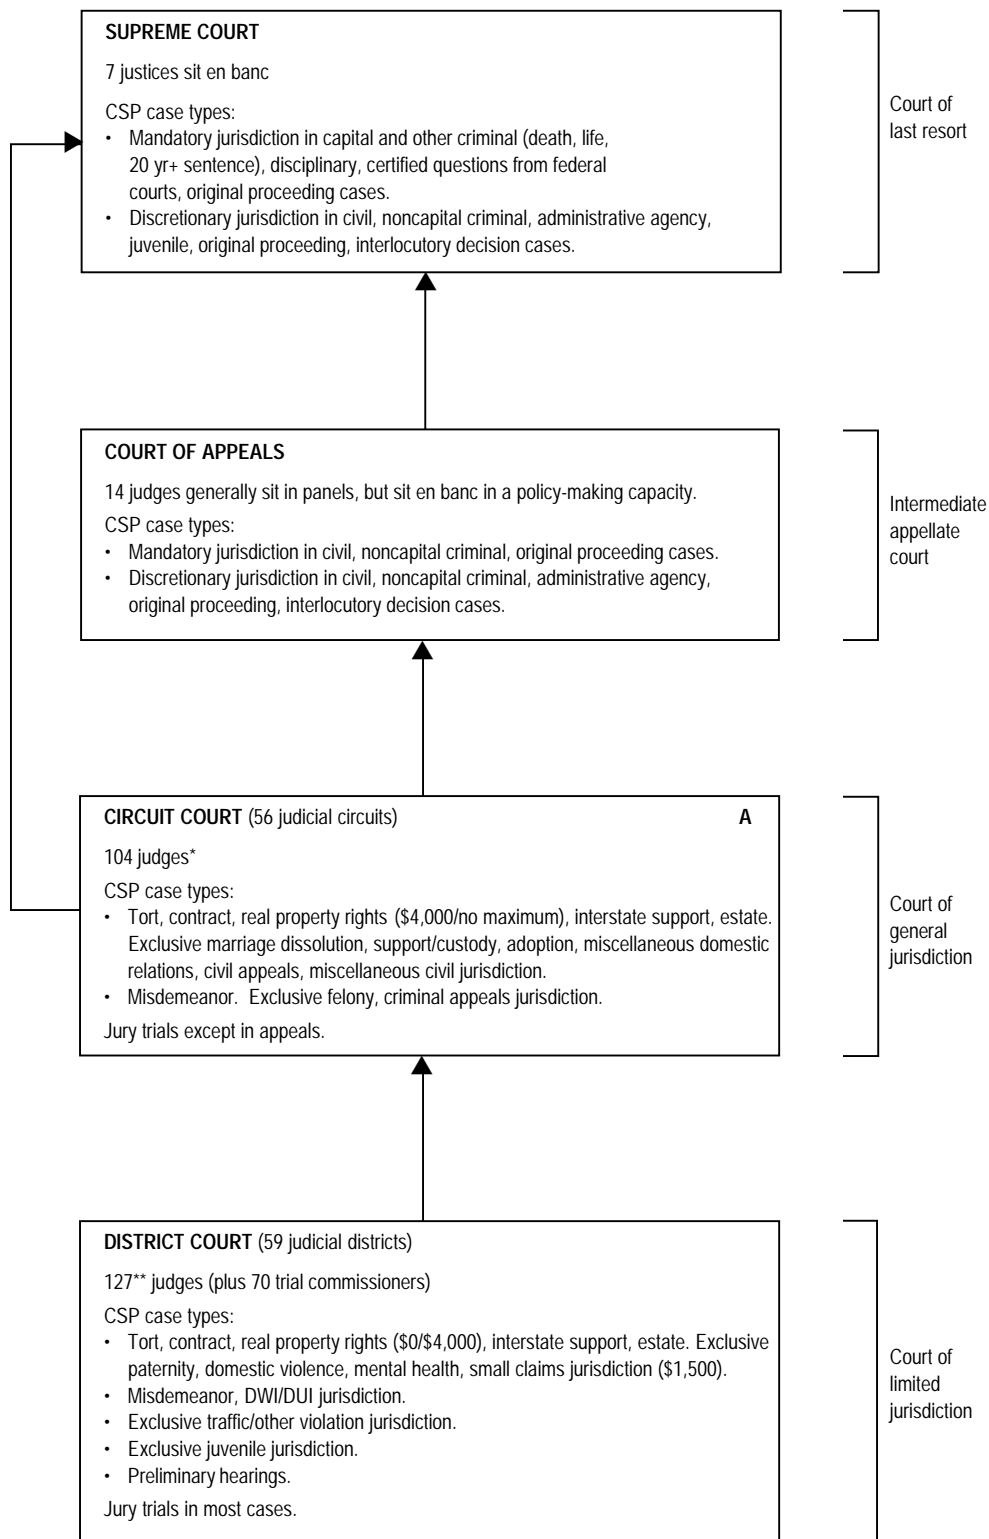 SUPREME COURT
7 justices sit en banc
CSP case types:
• Mandatory jurisdiction in capital and other criminal (death, life,
20 yr+ sentence), disciplinary, certified questions from federal
courts, original proceeding cases.
• Discretionary jurisdiction in civil, noncapital criminal, administrative agency,
juvenile, original proceeding, interlocutory decision cases.
Court of
last resort
COURT OF APPEALS
14 judges generally sit in panels, but sit en banc in a policy-making capacity.
CSP case types:
• Mandatory jurisdiction in civil, noncapital criminal, original proceeding cases.
• Discretionary jurisdiction in civil, noncapital criminal, administrative agency,
original proceeding, interlocutory decision cases.
Intermediate
appellate
court
CIRCUIT COURT (56 judicial circuits) A
104 judges*
CSP case types:
• Tort, contract, real property rights ($4,000/no maximum), interstate support, estate.
Exclusive marriage dissolution, support/custody, adoption, miscellaneous domestic
relations, civil appeals, miscellaneous civil jurisdiction.
• Misdemeanor. Exclusive felony, criminal appeals jurisdiction.
Jury trials except in appeals.
Court of
general
jurisdiction
DISTRICT COURT (59 judicial districts)
127** judges (plus 70 trial commissioners)
CSP case types:
• Tort, contract, real property rights ($0/$4,000), interstate support, estate. Exclusive
paternity, domestic violence, mental health, small claims jurisdiction ($1,500).
• Misdemeanor, DWI/DUI jurisdiction.
• Exclusive traffic/other violation jurisdiction.
• Exclusive juvenile jurisdiction.
• Preliminary hearings.
Jury trials in most cases.
Court of
limited
jurisdiction